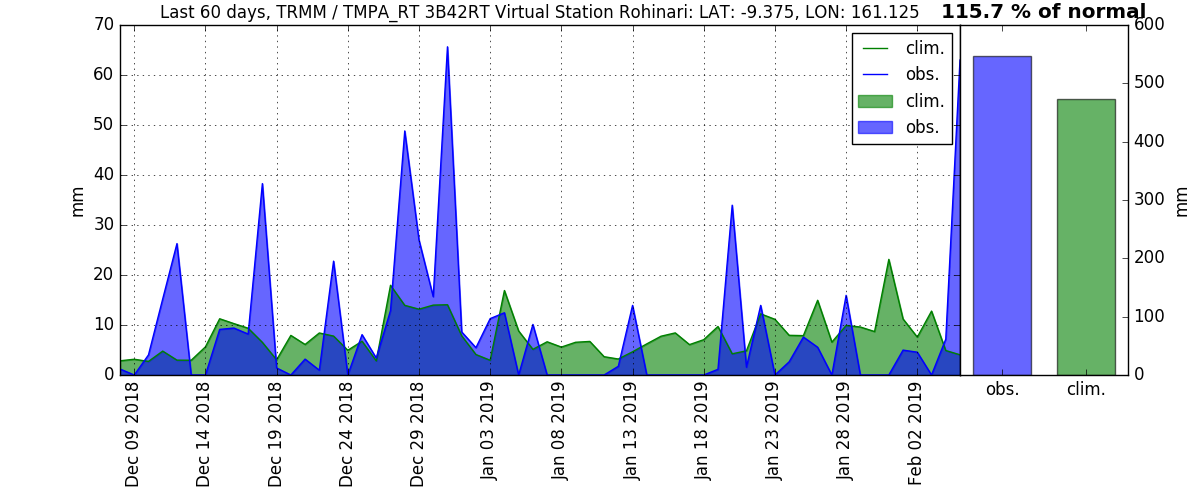 Last 60 days, TRMM / TMPA_RT 3B42RT Virtual Station Rohinari: LAT: -9.375, LON: 161.125
115.7 % of normal
70
60
50
40
30
20
10
0
mm
clim.
obs.
clim.
obs.
600
500
400
300
200
100
0
mm
obs.
clim.
Dec 09 2018
Dec 14 2018
Dec 19 2018
Dec 24 2018
Dec 29 2018
Jan 03 2019
Jan 08 2019
Jan 13 2019
Jan 18 2019
Jan 23 2019
Jan 28 2019
Feb 02 2019